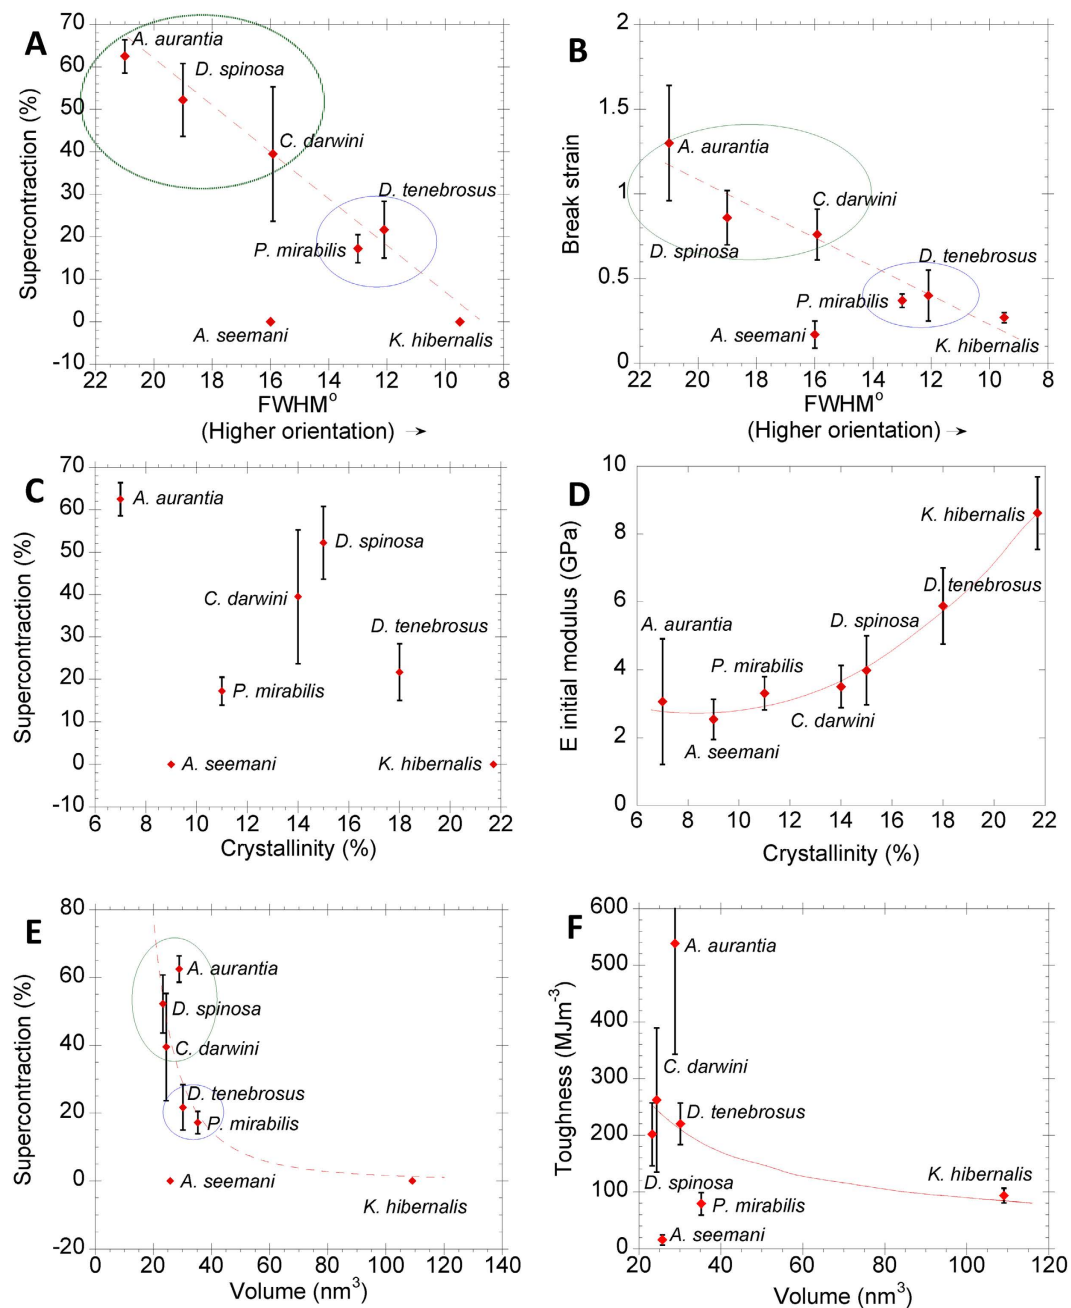 A
70
60
50
40
30
20
10
0
-10
Supercontraction (%)
A. aurantia
D. spinosa
C. darwini
D. tenebrosus
P. mirabilis
A. seemani
K. hibernalis
22 20 18 16 14 12 10 8
FWHMº
(Higher orientation) →
B
2
1.5
1
0.5
0
Break strain
A. aurantia
C. darwini
D. spinosa
D. tenebrosus
P. mirabilis
A. seemani
K. hibernalis
22 20 18 16 14 12 10 8
FWHMº
(Higher orientation) →
C
70
60
50
40
30
20
10
0
-10
Supercontraction (%)
A. aurantia
D. spinosa
C. darwini
D. tenebrosus
P. mirabilis
A. seemani
K. hibernalis
6 8 10 12 14 16 18 20 22
Crystallinity (%)
D
10
8
6
4
2
0
E initial modulus (GPa)
K. hibernalis
D. tenebrosus
D. spinosa
A. aurantia
P. mirabilis
C. darwini
A. seemani
6 8 10 12 14 16 18 20 22
Crystallinity (%)
E
80
60
40
20
0
-20
Supercontraction (%)
A. aurantia
D. spinosa
C. darwini
D. tenebrosus
P. mirabilis
A. seemani
K. hibernalis
0 20 40 60 80 100 120 140
Volume (nm³)
F
600
500
400
300
200
100
0
Toughness (MJm⁻³)
A. aurantia
C. darwini
D. tenebrosus
K. hibernalis
D. spinosa
P. mirabilis
A. seemani
20 40 60 80 100 120
Volume (nm³)